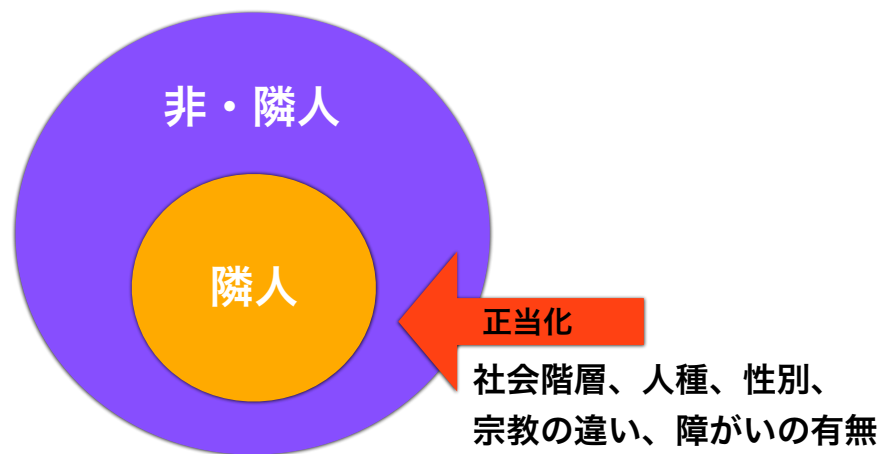 非・隣人
隣人
正当化
社会階層、人種、性別、
宗教の違い、障がいの有無